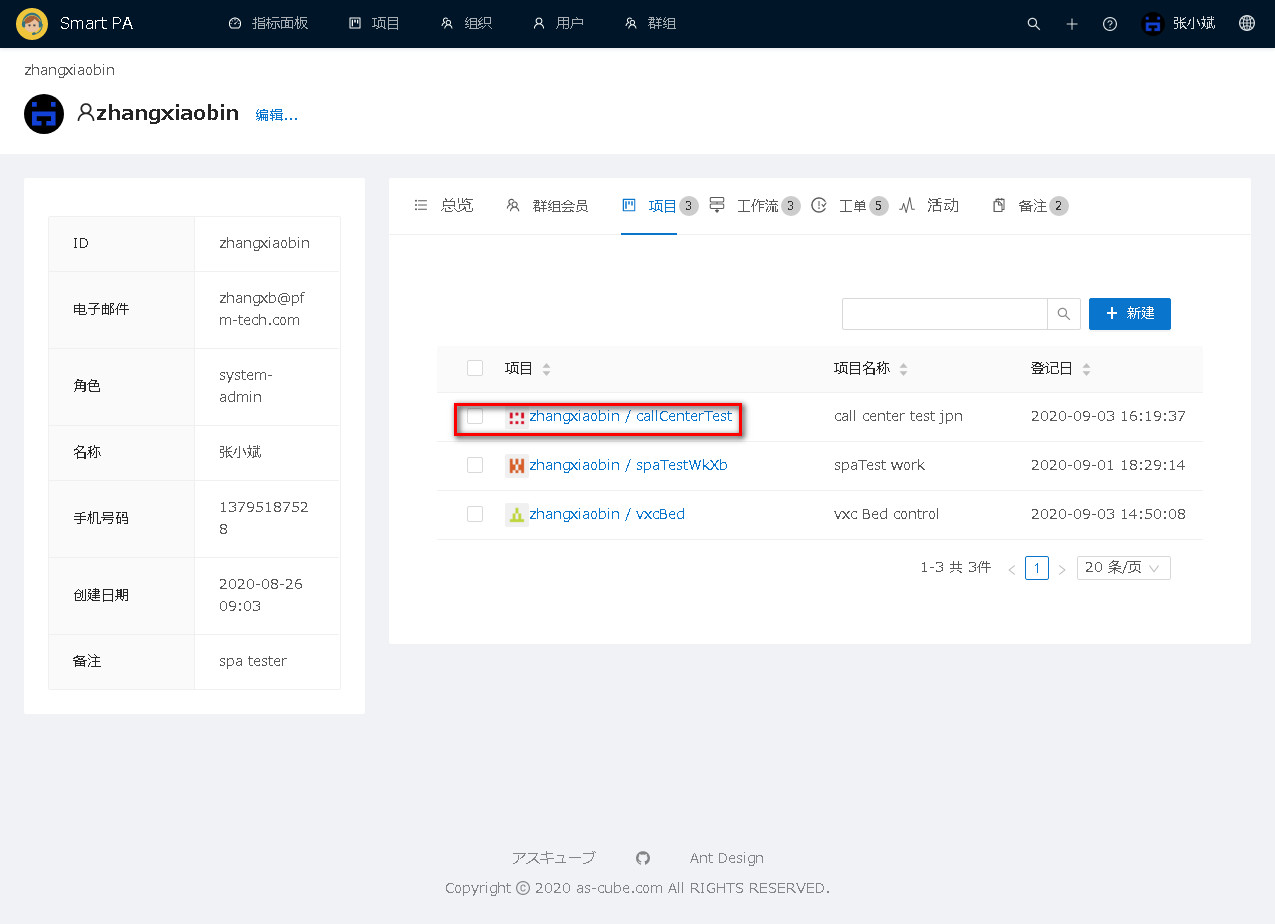 Smart PA 指标面板 项目 组织 用户 群组 张小斌
zhangxiaobin
zhangxiaobin 编辑...
总览 群组会员 项目 3 工作流 3 工单 5 活动 备注 2
ID zhangxiaobin
电子邮件 zhangxb@pf
m-tech.com
角色 system-
admin
名称 张小斌
手机号码 1379518752
8
创建日期 2020-08-26
09:03
备注 spa tester
新建
项目 项目名称 登记日
zhangxiaobin / callCenterTest call center test jpn 2020-09-03 16:19:37
zhangxiaobin / spaTestWkXb spaTest work 2020-09-01 18:29:14
zhangxiaobin / vxcBed vxc Bed control 2020-09-03 14:50:08
1-3 共 3件 < 1 > 20 条/页
アスキューブ Ant Design
Copyright © 2020 as-cube.com All RIGHTS RESERVED.